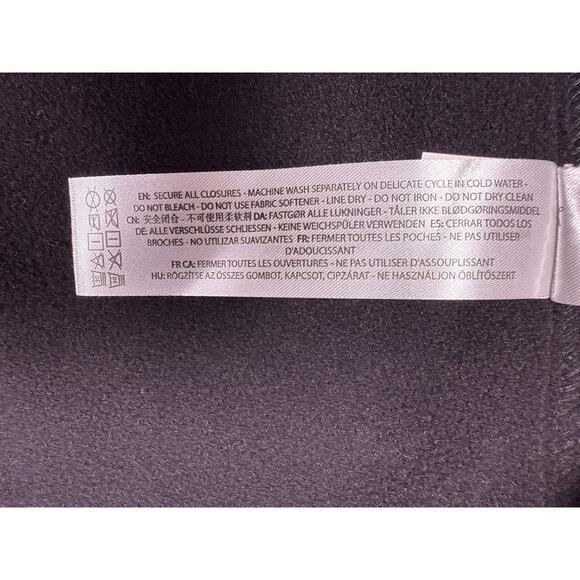 EN: SECURE ALL CLOSURES - MACHINE WASH SEPARATELY ON DELICATE CYCLE IN COLD WATER -
DO NOT BLEACH - DO NOT USE FABRIC SOFTENER - LINE DRY - DO NOT IRON - DO NOT DRY CLEAN
CN: 安全闭合 - 不可使用柔软剂 DA: FASTGØR ALLE LUKNINGER - TÅLER IKKE BLØDGØRINGSMIDDEL
DE: ALLE VERSCHLÜSSE SCHLIESSEN - KEINE WEICHSPÜLER VERWENDEN ES: CERRAR TODOS LOS
BROCHES - NO UTILIZAR SUAVIZANTES FR: FERMER TOUTES LES POCHES - NE PAS UTILISER
D'ADOUCISSANT
FR CA: FERMER TOUTES LES OUVERTURES - NE PAS UTILISER D'ASSOUPLISSANT
HU: RÖGZÍTSE AZ ÖSSZES GOMBOT, KAPCSOT, CIPZÁRAT - NE HASZNÁLJON ÖBLÍTŐSZERT